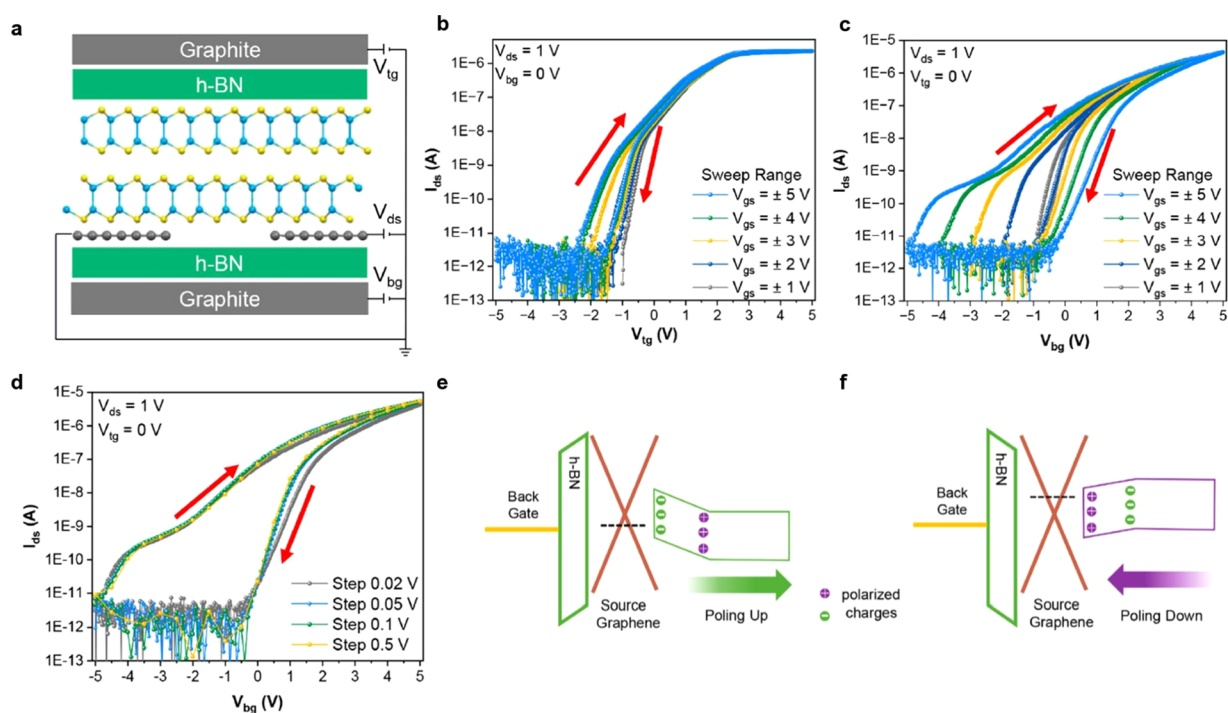 a
Graphite
V_tg
h-BN
V_ds
h-BN
V_bg
Graphite
b
V_ds = 1 V
V_bg = 0 V
I_ds (A)
1E-6
1E-7
1E-8
1E-9
1E-10
1E-11
1E-12
1E-13
Sweep Range
V_gs = ± 5 V
V_gs = ± 4 V
V_gs = ± 3 V
V_gs = ± 2 V
V_gs = ± 1 V
−5 −4 −3 −2 −1 0 1 2 3 4 5
V_tg (V)
c
V_ds = 1 V
V_tg = 0 V
I_ds (A)
1E-5
1E-6
1E-7
1E-8
1E-9
1E-10
1E-11
1E-12
1E-13
Sweep Range
V_gs = ± 5 V
V_gs = ± 4 V
V_gs = ± 3 V
V_gs = ± 2 V
V_gs = ± 1 V
−5 −4 −3 −2 −1 0 1 2 3 4 5
V_bg (V)
d
V_ds = 1 V
V_tg = 0 V
I_ds (A)
1E-5
1E-6
1E-7
1E-8
1E-9
1E-10
1E-11
1E-12
1E-13
Step 0.02 V
Step 0.05 V
Step 0.1 V
Step 0.5 V
-5 -4 -3 -2 -1 0 1 2 3 4 5
V_bg (V)
e
h-BN
Back
Gate
Source
Graphene
Poling Up
polarized
charges
f
h-BN
Back
Gate
Source
Graphene
Poling Down